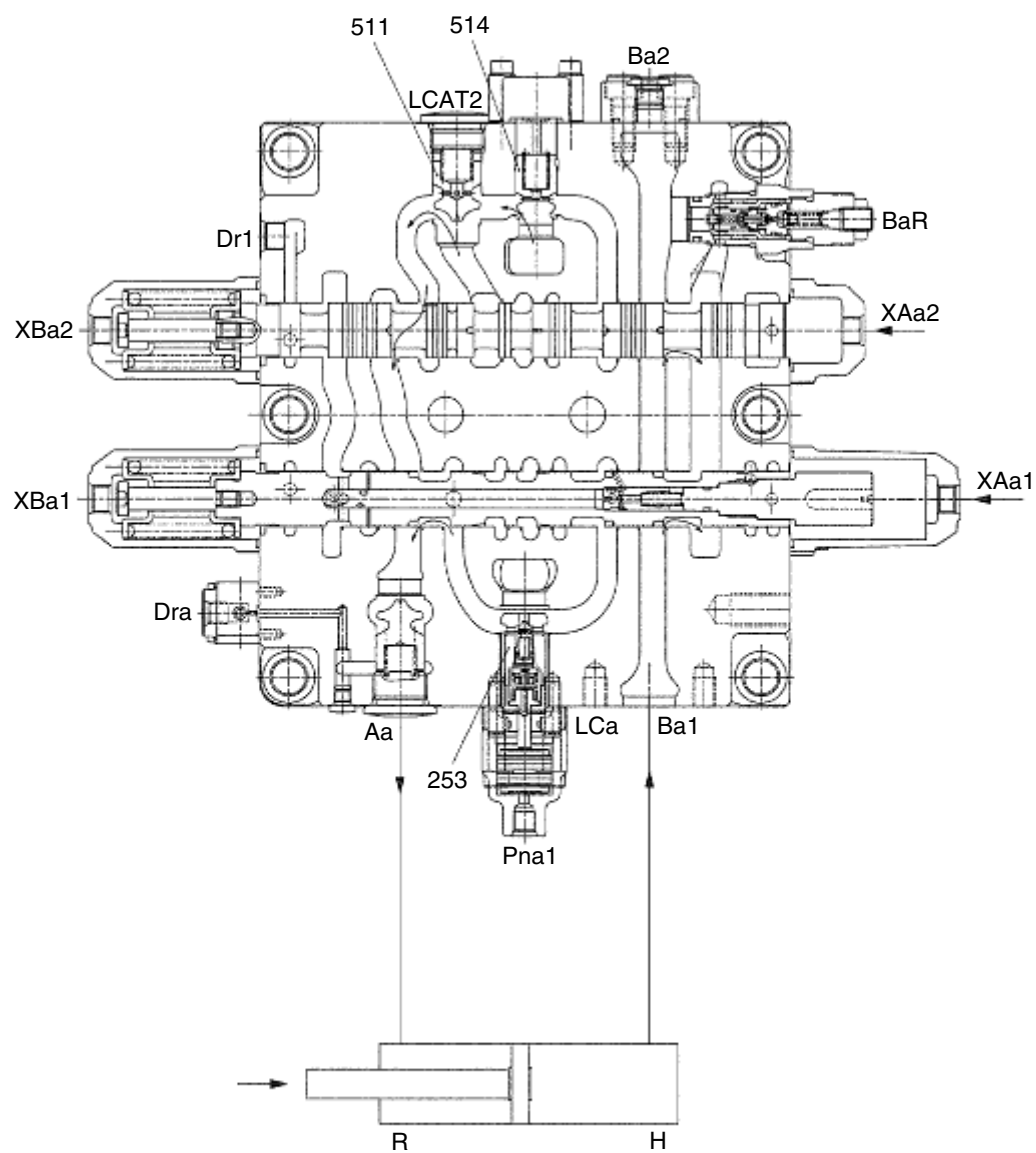 511
514
Ba2
LCAT2
BaR
Dr1
XBa2
XAa2
XBa1
XAa1
Dra
Aa
LCa
Ba1
253
Pna1
R
H